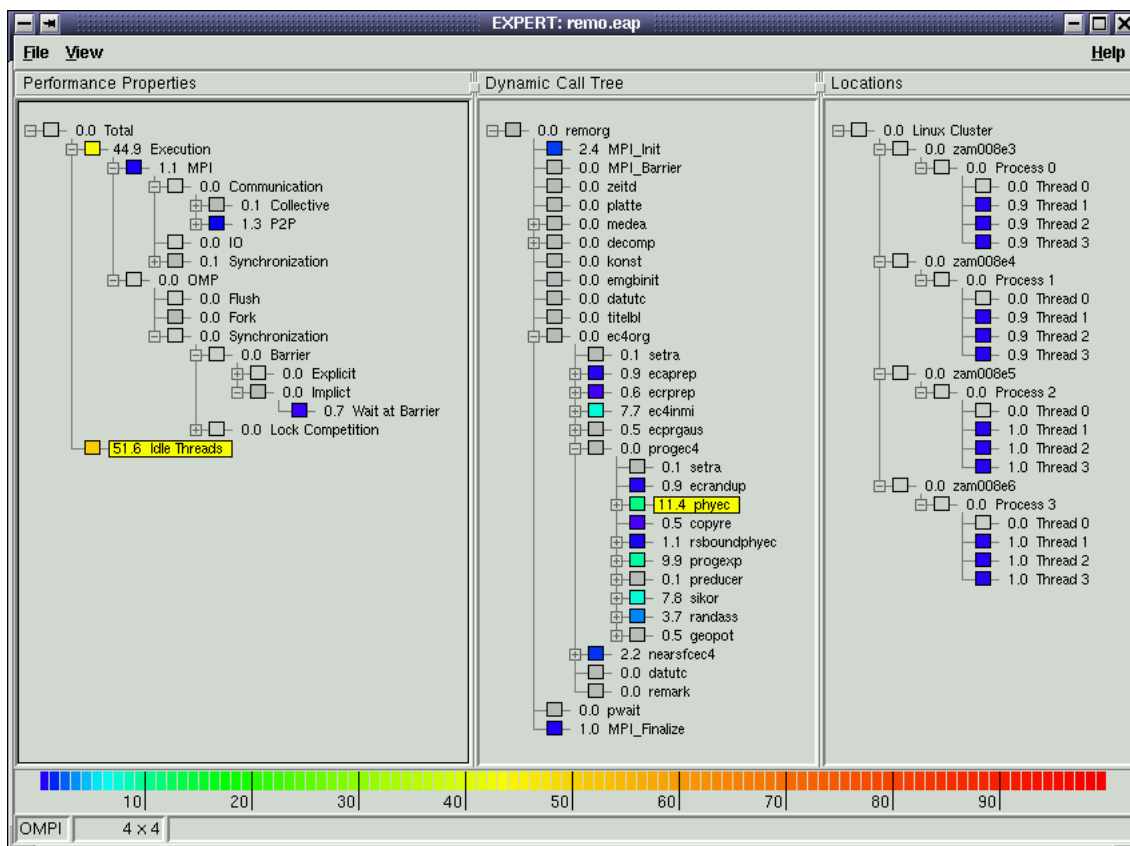 EXPERT: remo.eap
File View Help
Performance Properties
0.0 Total
44.9 Execution
1.1 MPI
0.0 Communication
0.1 Collective
1.3 P2P
0.0 IO
0.1 Synchronization
0.0 OMP
0.0 Flush
0.0 Fork
0.0 Synchronization
0.0 Barrier
0.0 Explicit
0.0 Implict
0.7 Wait at Barrier
0.0 Lock Competition
51.6 Idle Threads
Dynamic Call Tree
0.0 remorg
2.4 MPI_Init
0.0 MPI_Barrier
0.0 zeitd
0.0 platte
0.0 medea
0.0 decomp
0.0 konst
0.0 emgbinit
0.0 datutc
0.0 titelbl
0.0 ec4org
0.1 setra
0.9 ecaprep
0.6 ecrprep
7.7 ec4inmi
0.5 ecprgaus
0.0 progec4
0.1 setra
0.9 ecrandup
11.4 phyec
0.5 copyre
1.1 rsboundphyec
9.9 progexp
0.1 preducer
7.8 sikor
3.7 randass
0.5 geopot
2.2 nearsfcec4
0.0 datutc
0.0 remark
0.0 pwait
1.0 MPI_Finalize
Locations
0.0 Linux Cluster
0.0 zam008e3
0.0 Process 0
0.0 Thread 0
0.9 Thread 1
0.9 Thread 2
0.9 Thread 3
0.0 zam008e4
0.0 Process 1
0.0 Thread 0
0.9 Thread 1
0.9 Thread 2
0.9 Thread 3
0.0 zam008e5
0.0 Process 2
0.0 Thread 0
1.0 Thread 1
1.0 Thread 2
1.0 Thread 3
0.0 zam008e6
0.0 Process 3
0.0 Thread 0
1.0 Thread 1
1.0 Thread 2
1.0 Thread 3
10 20 30 40 50 60 70 80 90
OMPI 4 x 4